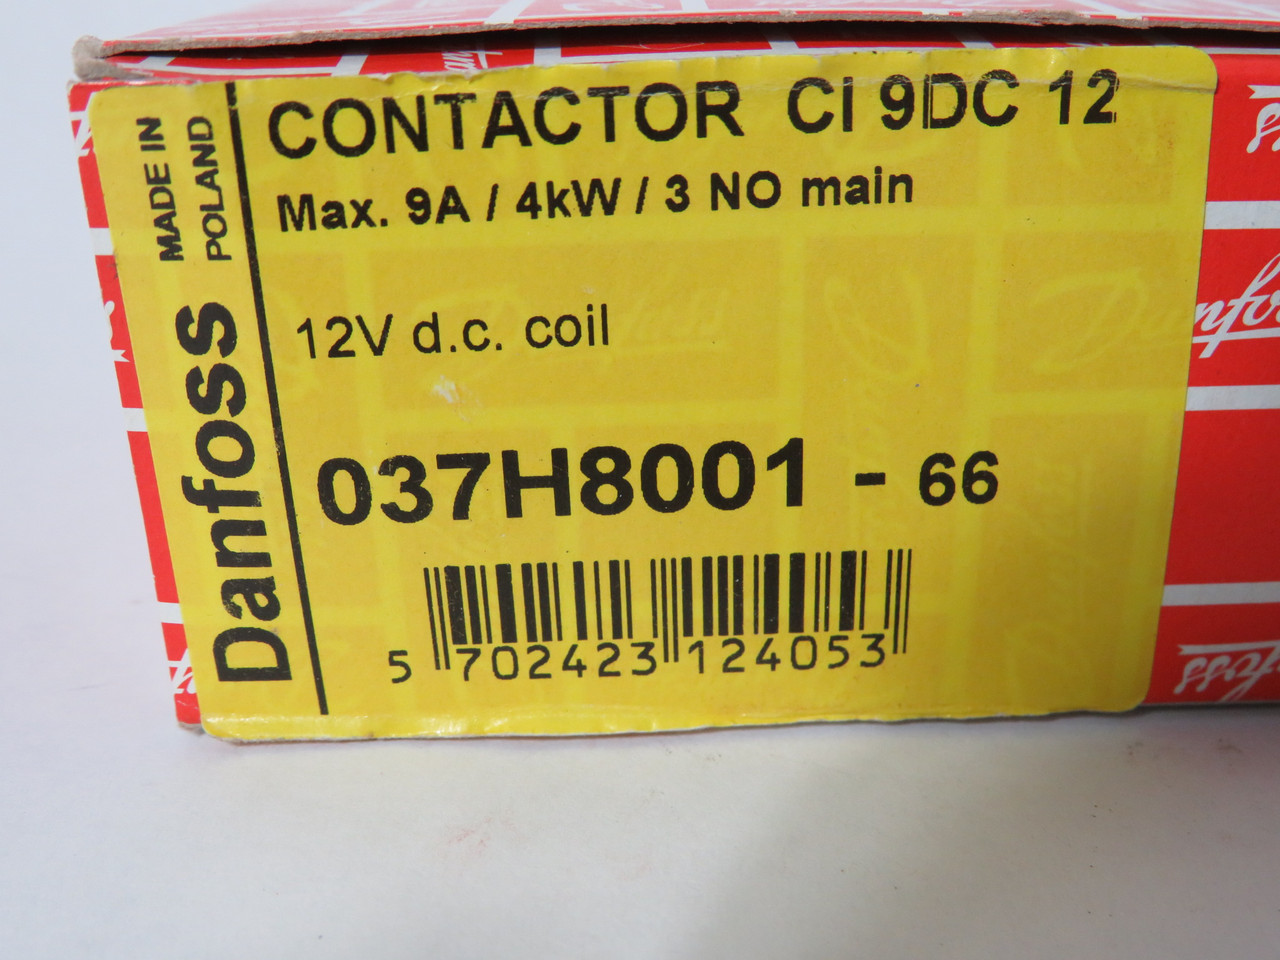 CONTACTOR CI 9DC 12
Max. 9A / 4kW / 3 NO main
12V d.c. coil
037H8001 - 66
5 702423 124053
MADE IN
POLAND
Danfoss